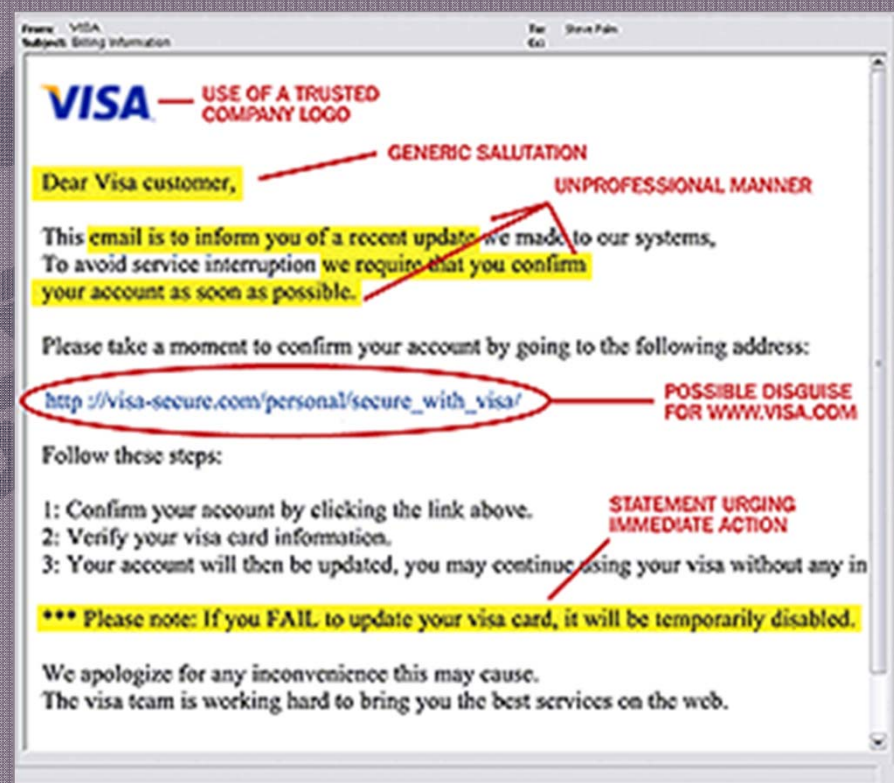 From: VISA
To: Steve Palm
Subject: Billing Information
Cc:
VISA
USE OF A TRUSTED
COMPANY LOGO
GENERIC SALUTATION
Dear Visa customer,
UNPROFESSIONAL MANNER
This email is to inform you of a recent update we made to our systems,
To avoid service interruption we require that you confirm
your account as soon as possible.
Please take a moment to confirm your account by going to the following address:
http ://visa-secure.com/personal/secure_with_visa/
POSSIBLE DISGUISE
FOR WWW.VISA.COM
Follow these steps:
1: Confirm your account by clicking the link above.
STATEMENT URGING
IMMEDIATE ACTION
2: Verify your visa card information.
3: Your account will then be updated, you may continue using your visa without any in
*** Please note: If you FAIL to update your visa card, it will be temporarily disabled.
We apologize for any inconvenience this may cause.
The visa team is working hard to bring you the best services on the web.